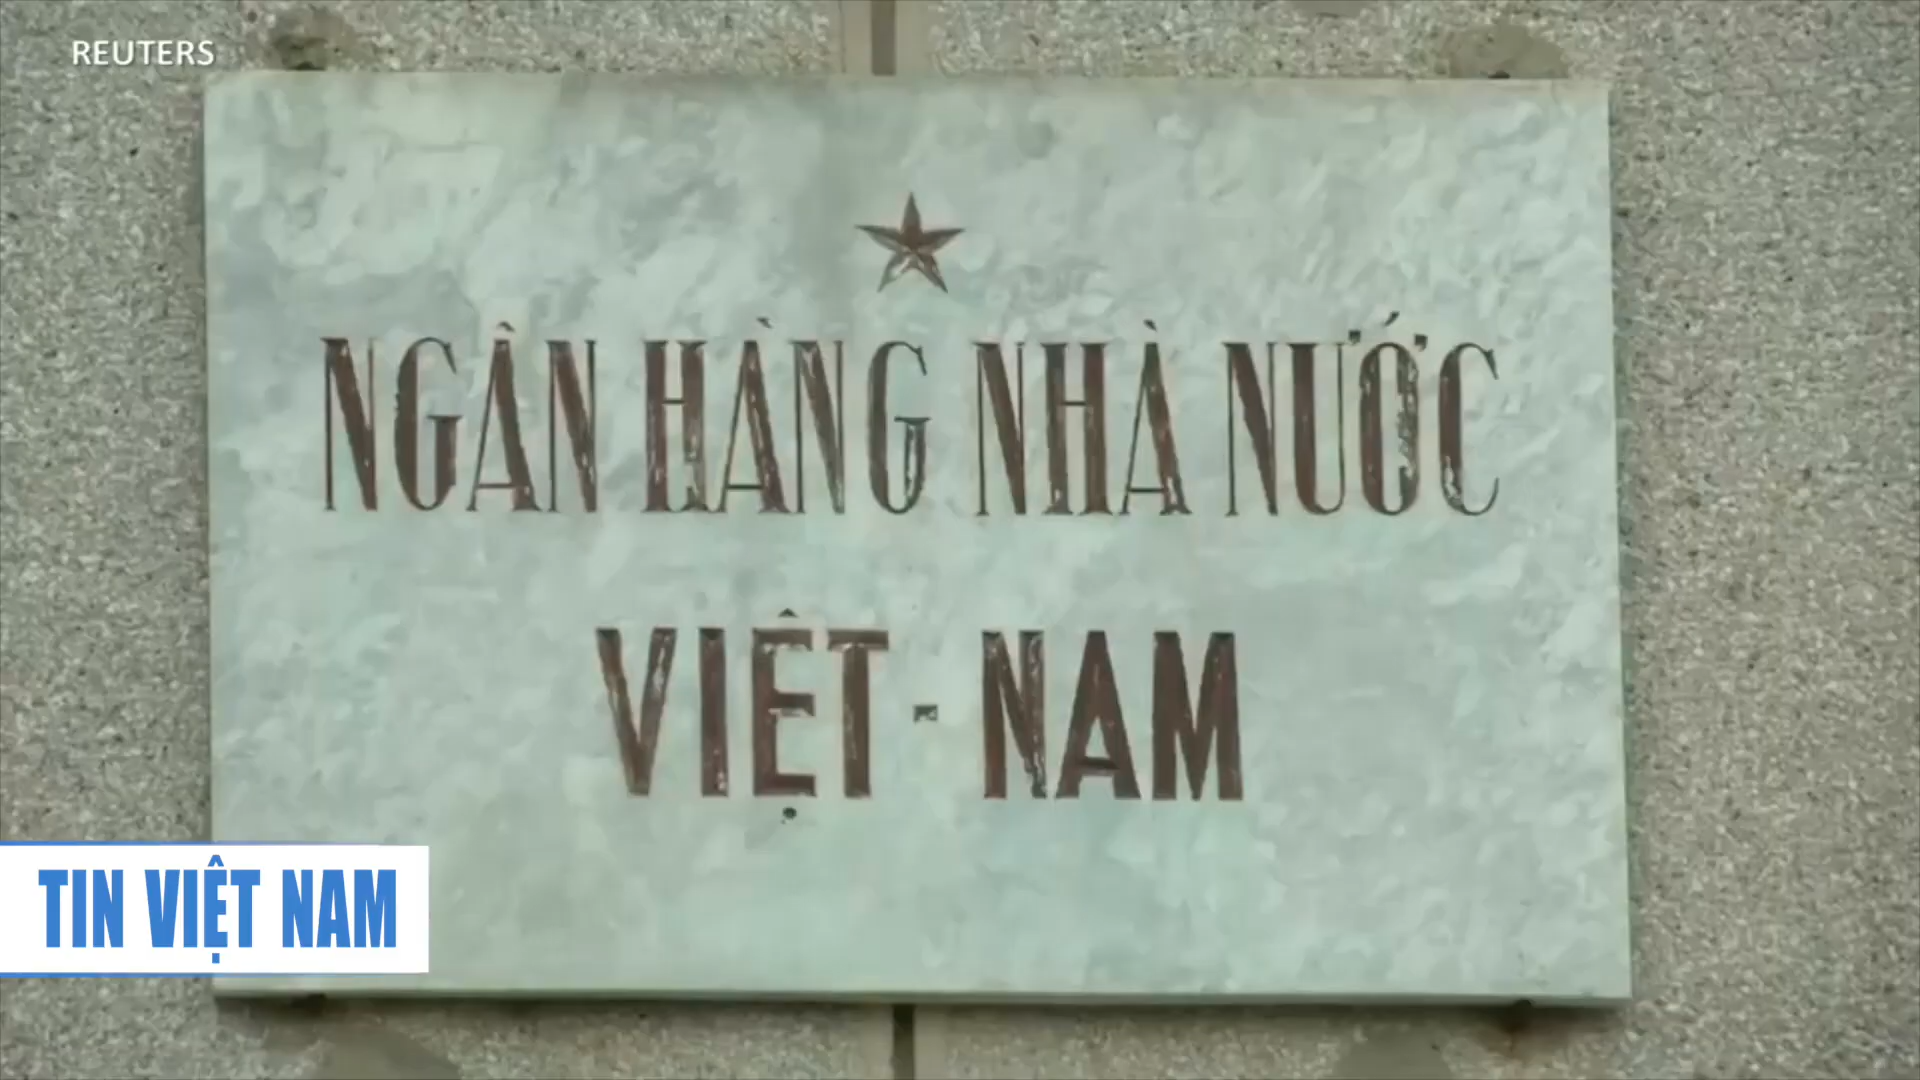 REUTERS
NGÂN HÀNG NHÀ NƯỚC
VIỆT - NAM
TIN VIỆT NAM